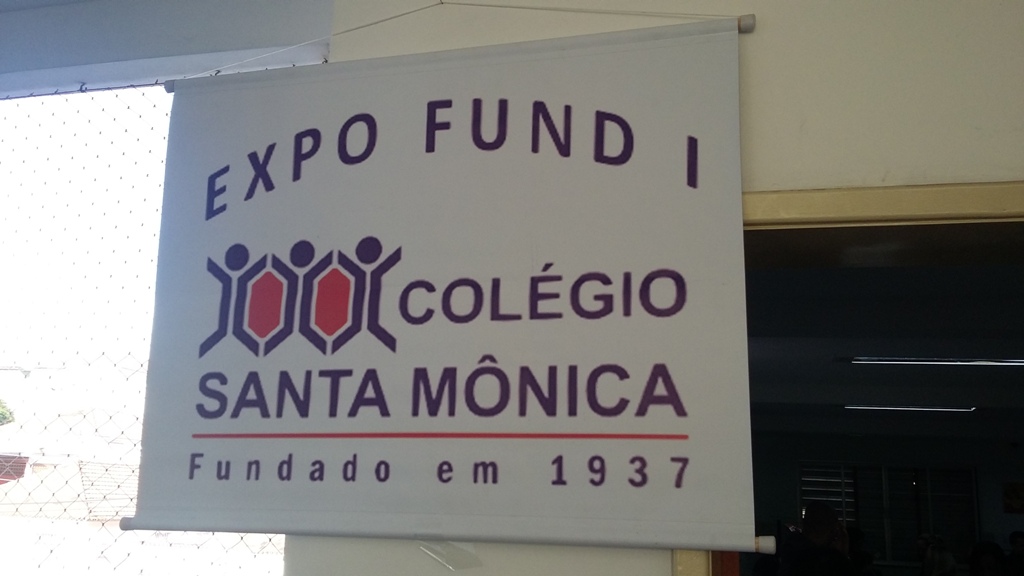 EXPO FUND I
COLÉGIO
SANTA MÔNICA
Fundado em 1937